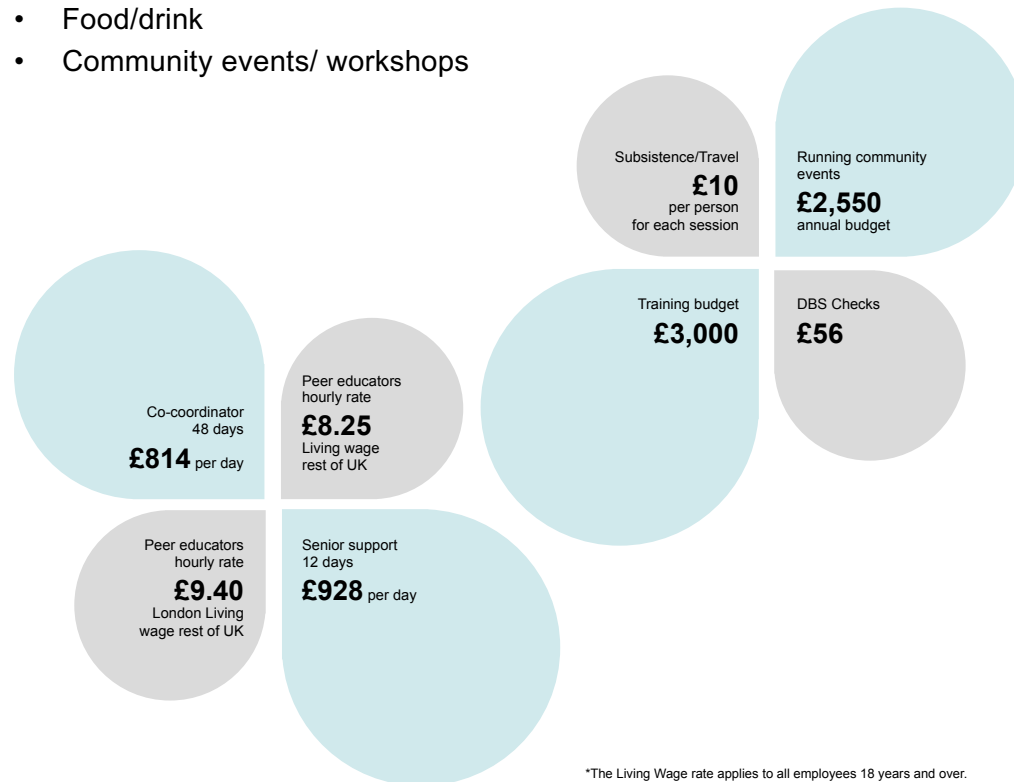 • Food/drink
• Community events/ workshops
Subsistence/Travel
£10
per person
for each session
Running community
events
£2,550
annual budget
Training budget
£3,000
DBS Checks
£56
Co-coordinator
48 days
£814 per day
Peer educators
hourly rate
£8.25
Living wage
rest of UK
Peer educators
hourly rate
£9.40
London Living
wage rest of UK
Senior support
12 days
£928 per day
*The Living Wage rate applies to all employees 18 years and over.